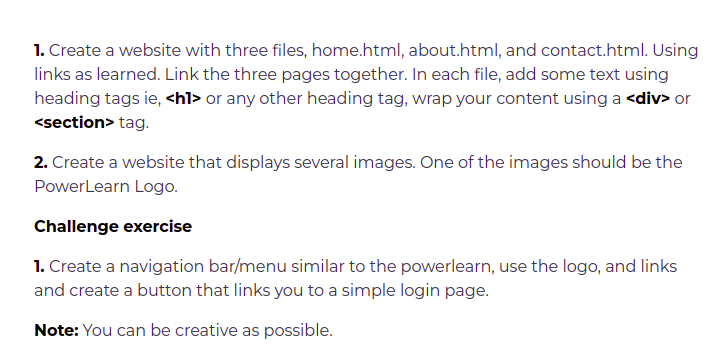 1. Create a website with three files, home.html, about.html, and contact.html. Using
links as learned. Link the three pages together. In each file, add some text using
heading tags ie, <h1> or any other heading tag, wrap your content using a <div> or
<section> tag.
2. Create a website that displays several images. One of the images should be the
PowerLearn Logo.
Challenge exercise
1. Create a navigation bar/menu similar to the powerlearn, use the logo, and links
and create a button that links you to a simple login page.
Note: You can be creative as possible.